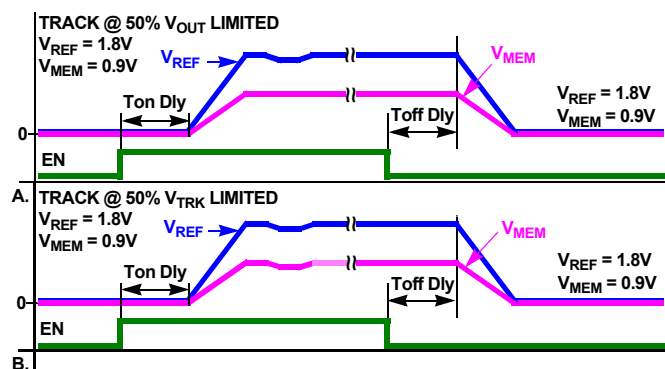 TRACK @ 50% VOUT LIMITED
VREF = 1.8V
VMEM = 0.9V
VREF
VMEM
Ton Dly
Toff Dly
VREF = 1.8V
VMEM = 0.9V
0
EN
A.
TRACK @ 50% VTRK LIMITED
VREF = 1.8V
VMEM = 0.9V
VREF
VMEM
Ton Dly
Toff Dly
VREF = 1.8V
VMEM = 0.9V
0
EN
B.